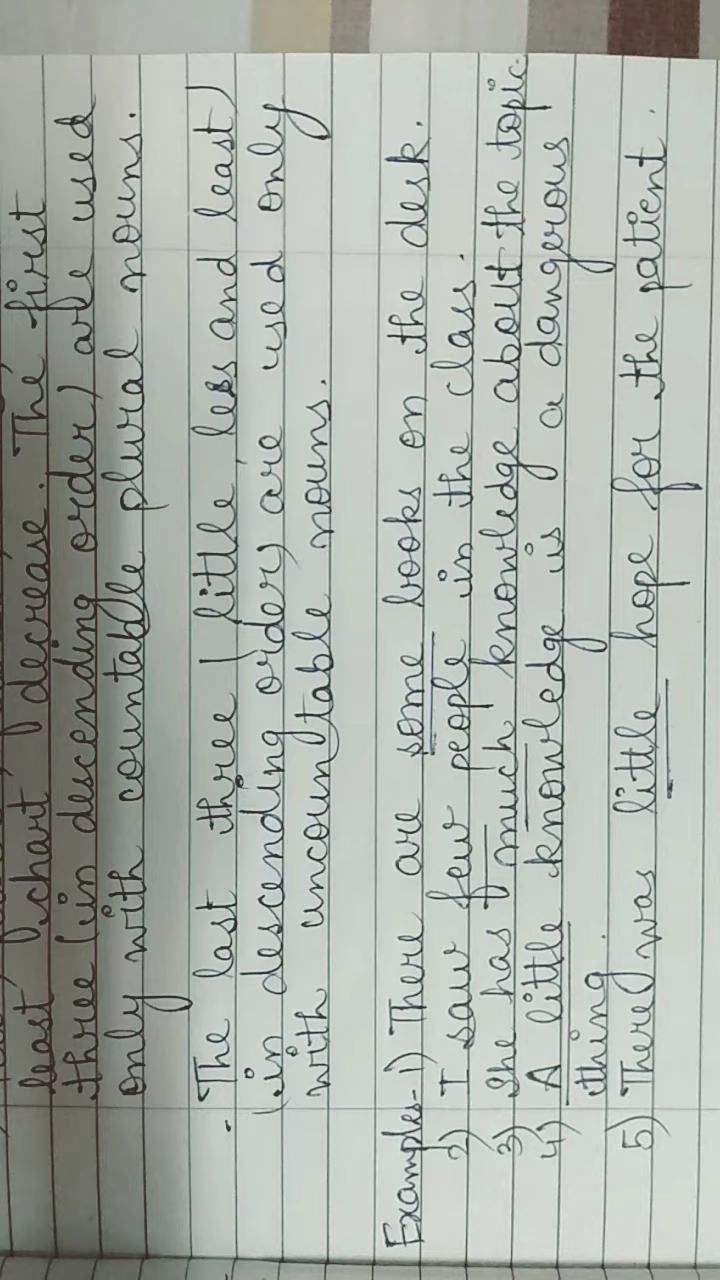 least" chart decrease. The first
three (in descending order) are used
only with countable plural nouns.
- The last three (little, less and least)
(in descending order) are used only
with uncountable nouns.
Examples-1) There are some books on the desk.
2) I saw few people in the class.
3) She has much knowledge about the topic.
4) A little knowledge is a dangerous
thing.
5) There was little hope for the patient.